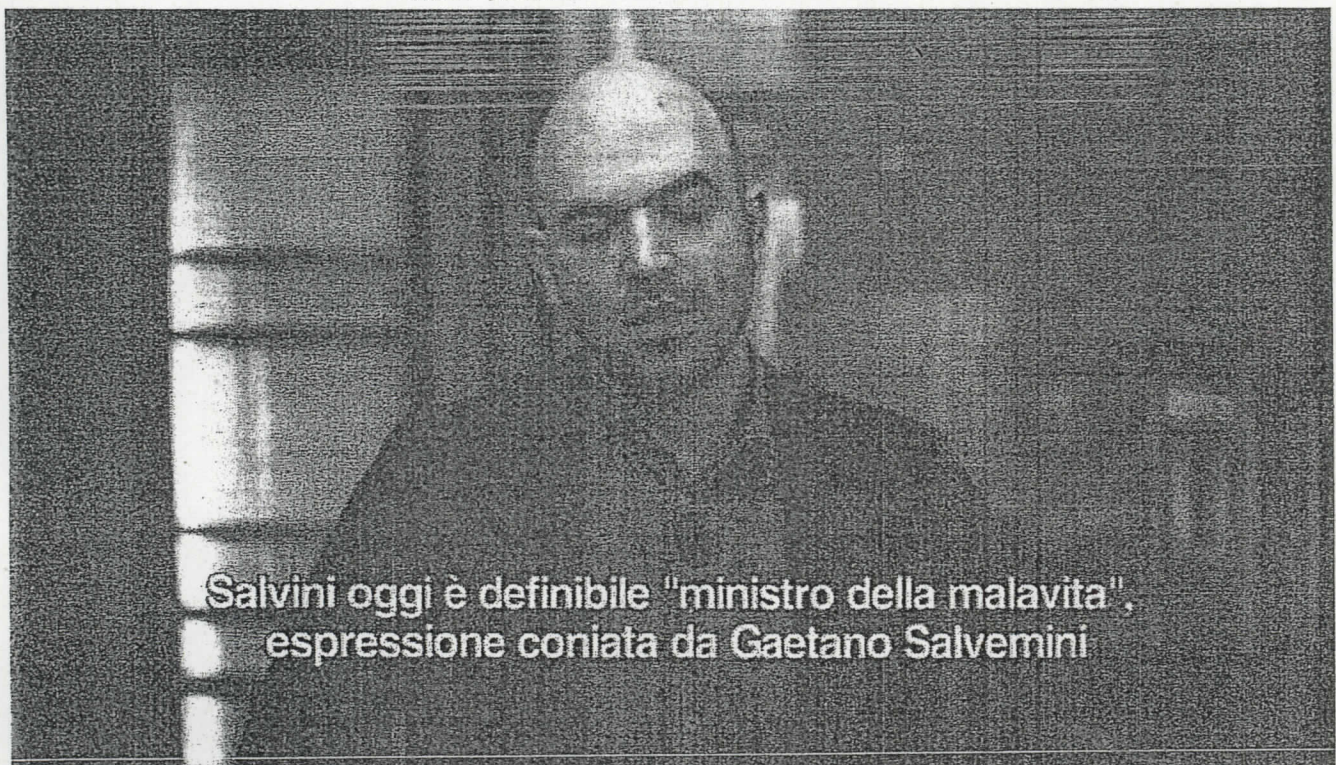 Salvini oggi è definibile "ministro della malavita",
espressione coniata da Gaetano Salvemini